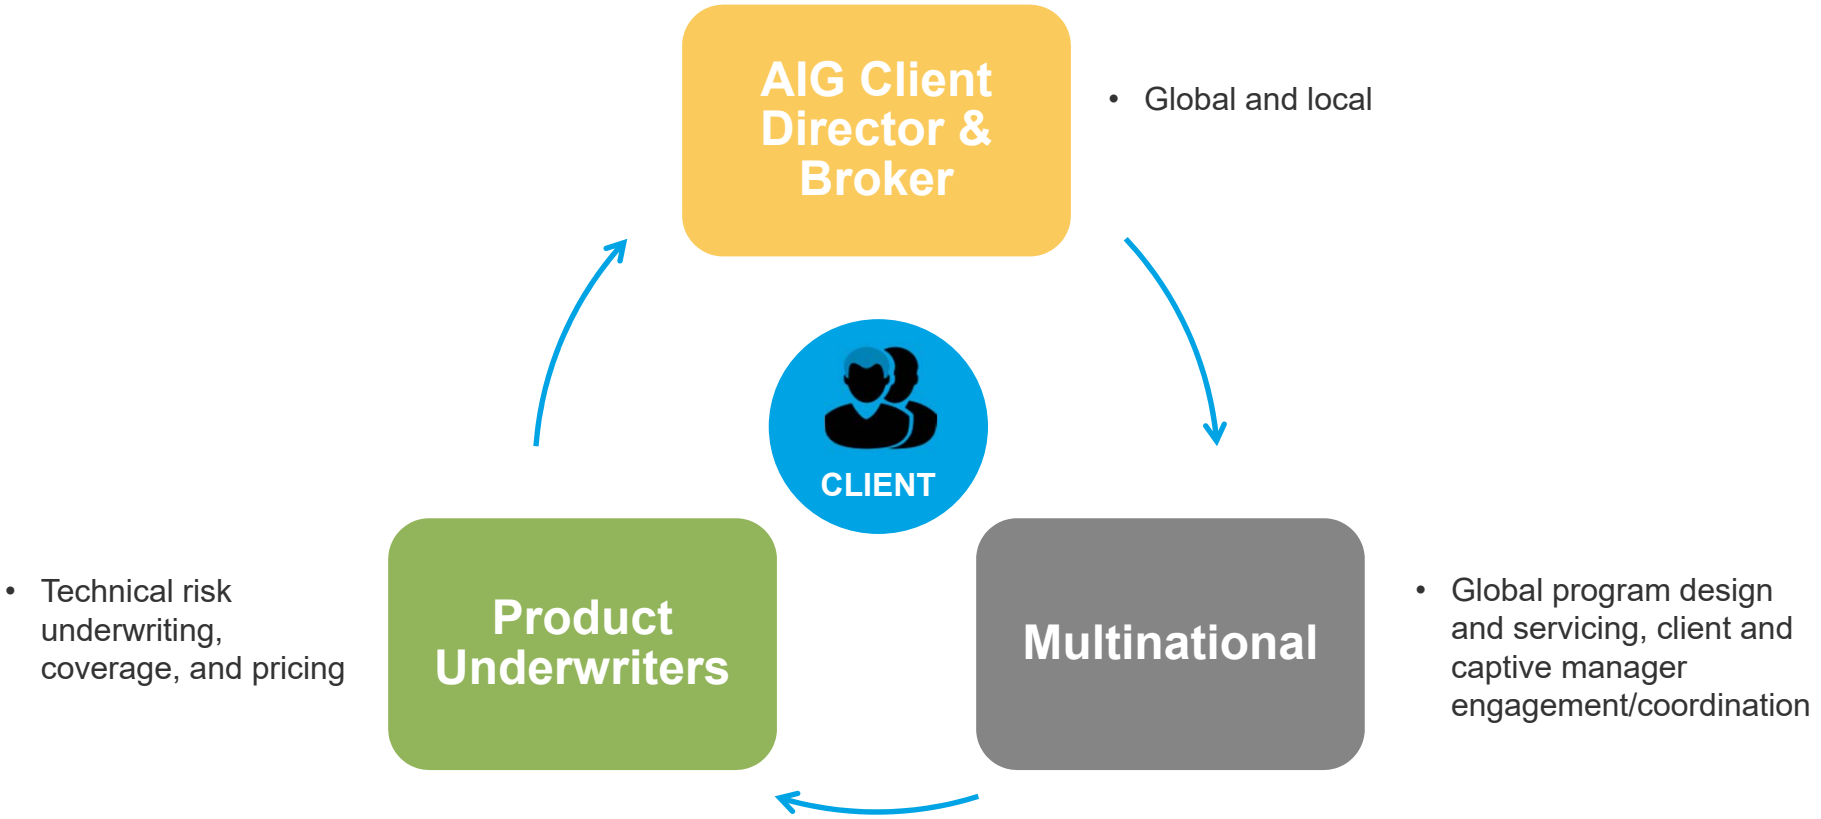 AIG Client
Director &
Broker
• Global and local
CLIENT
• Technical risk
underwriting,
coverage, and pricing
Product
Underwriters
Multinational
• Global program design
and servicing, client and
captive manager
engagement/coordination